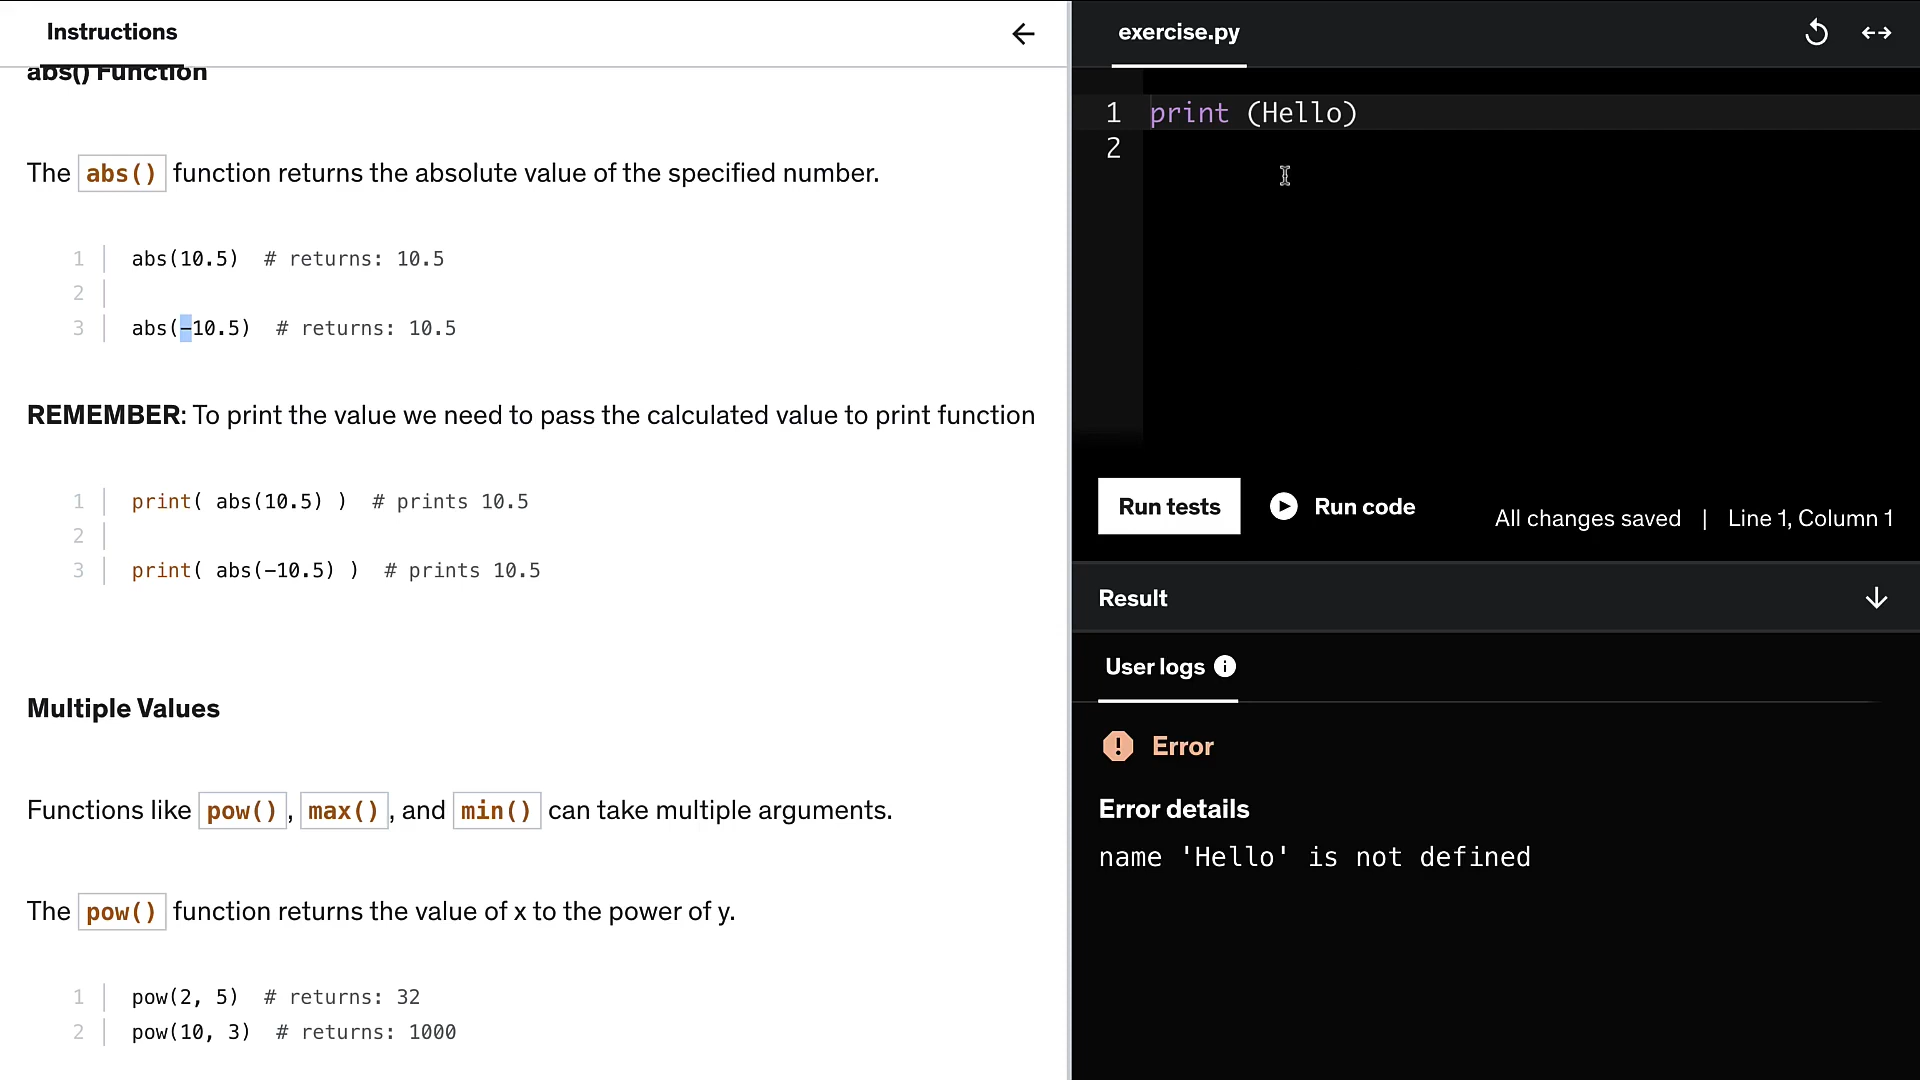 Instructions
abs() Function
The abs() function returns the absolute value of the specified number.
1 abs(10.5) # returns: 10.5
2
3 abs(-10.5) # returns: 10.5
REMEMBER: To print the value we need to pass the calculated value to print function
1 print( abs(10.5) ) # prints 10.5
2
3 print( abs(-10.5) ) # prints 10.5
Multiple Values
Functions like pow(), max(), and min() can take multiple arguments.
The pow() function returns the value of x to the power of y.
1 pow(2, 5) # returns: 32
2 pow(10, 3) # returns: 1000
exercise.py
1 print (Hello)
2
Run tests Run code All changes saved | Line 1, Column 1
Result
User logs
Error
Error details
name 'Hello' is not defined